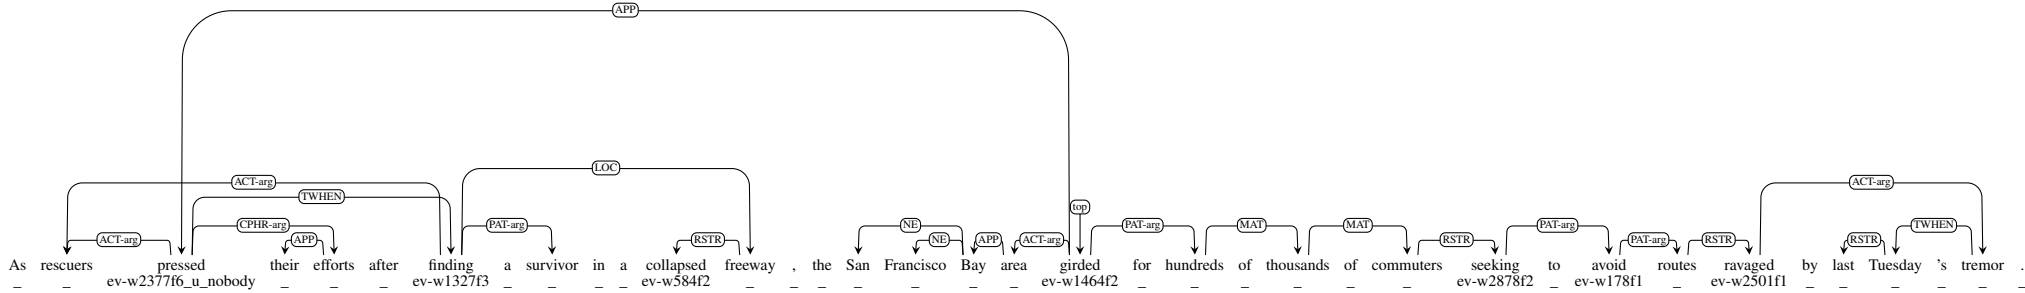 APP
LOC
ACT-arg ACT-arg
TWHEN
top
CPHR-arg PAT-arg NE PAT-arg MAT MAT PAT-arg TWHEN
ACT-arg APP RSTR NE APP ACT-arg RSTR PAT-arg RSTR RSTR
As rescuers pressed their efforts after finding a survivor in a collapsed freeway , the San Francisco Bay area girded for hundreds of thousands of commuters seeking to avoid routes ravaged by last Tuesday 's tremor .
_ _ ev-w2377f6_u_nobody _ _ _ ev-w1327f3 _ _ _ _ ev-w584f2 _ _ _ _ _ _ _ ev-w1464f2 _ _ _ _ _ _ ev-w2878f2 _ ev-w178f1 _ ev-w2501f1 _ _ _ _ _ _